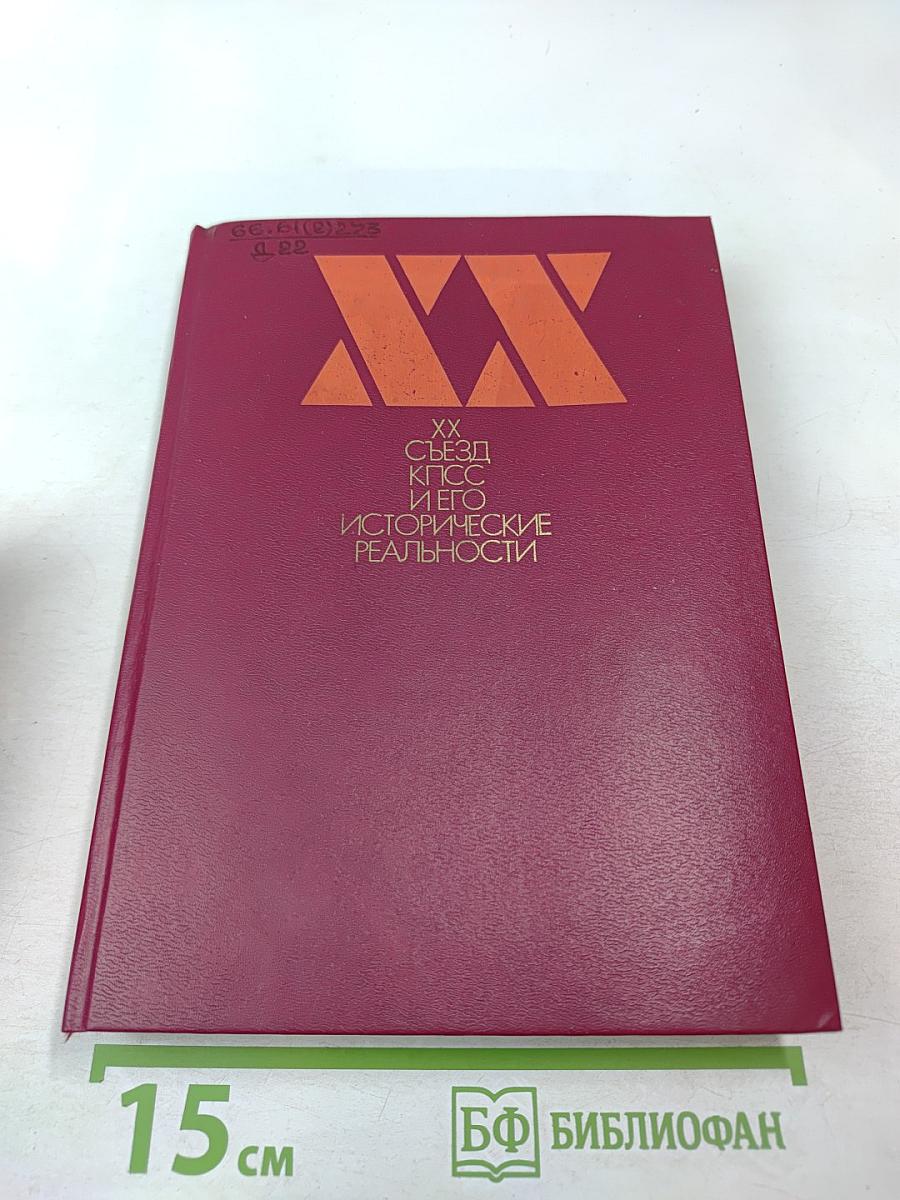 66.61(2)273
Д 22
XX
XX
СЪЕЗД
КПСС
И ЕГО
ИСТОРИЧЕСКИЕ
РЕАЛЬНОСТИ
15 см
БФ БИБЛИОФАН